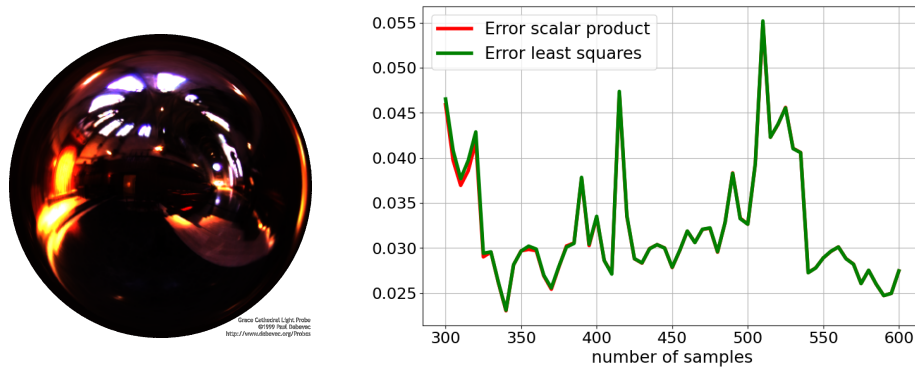 Grace Cathedral Light Probe
©1999 Paul Debevec
http://www.debevec.org/Probes
Error scalar product
Error least squares
0.055
0.050
0.045
0.040
0.035
0.030
0.025
300 350 400 450 500 550 600
number of samples